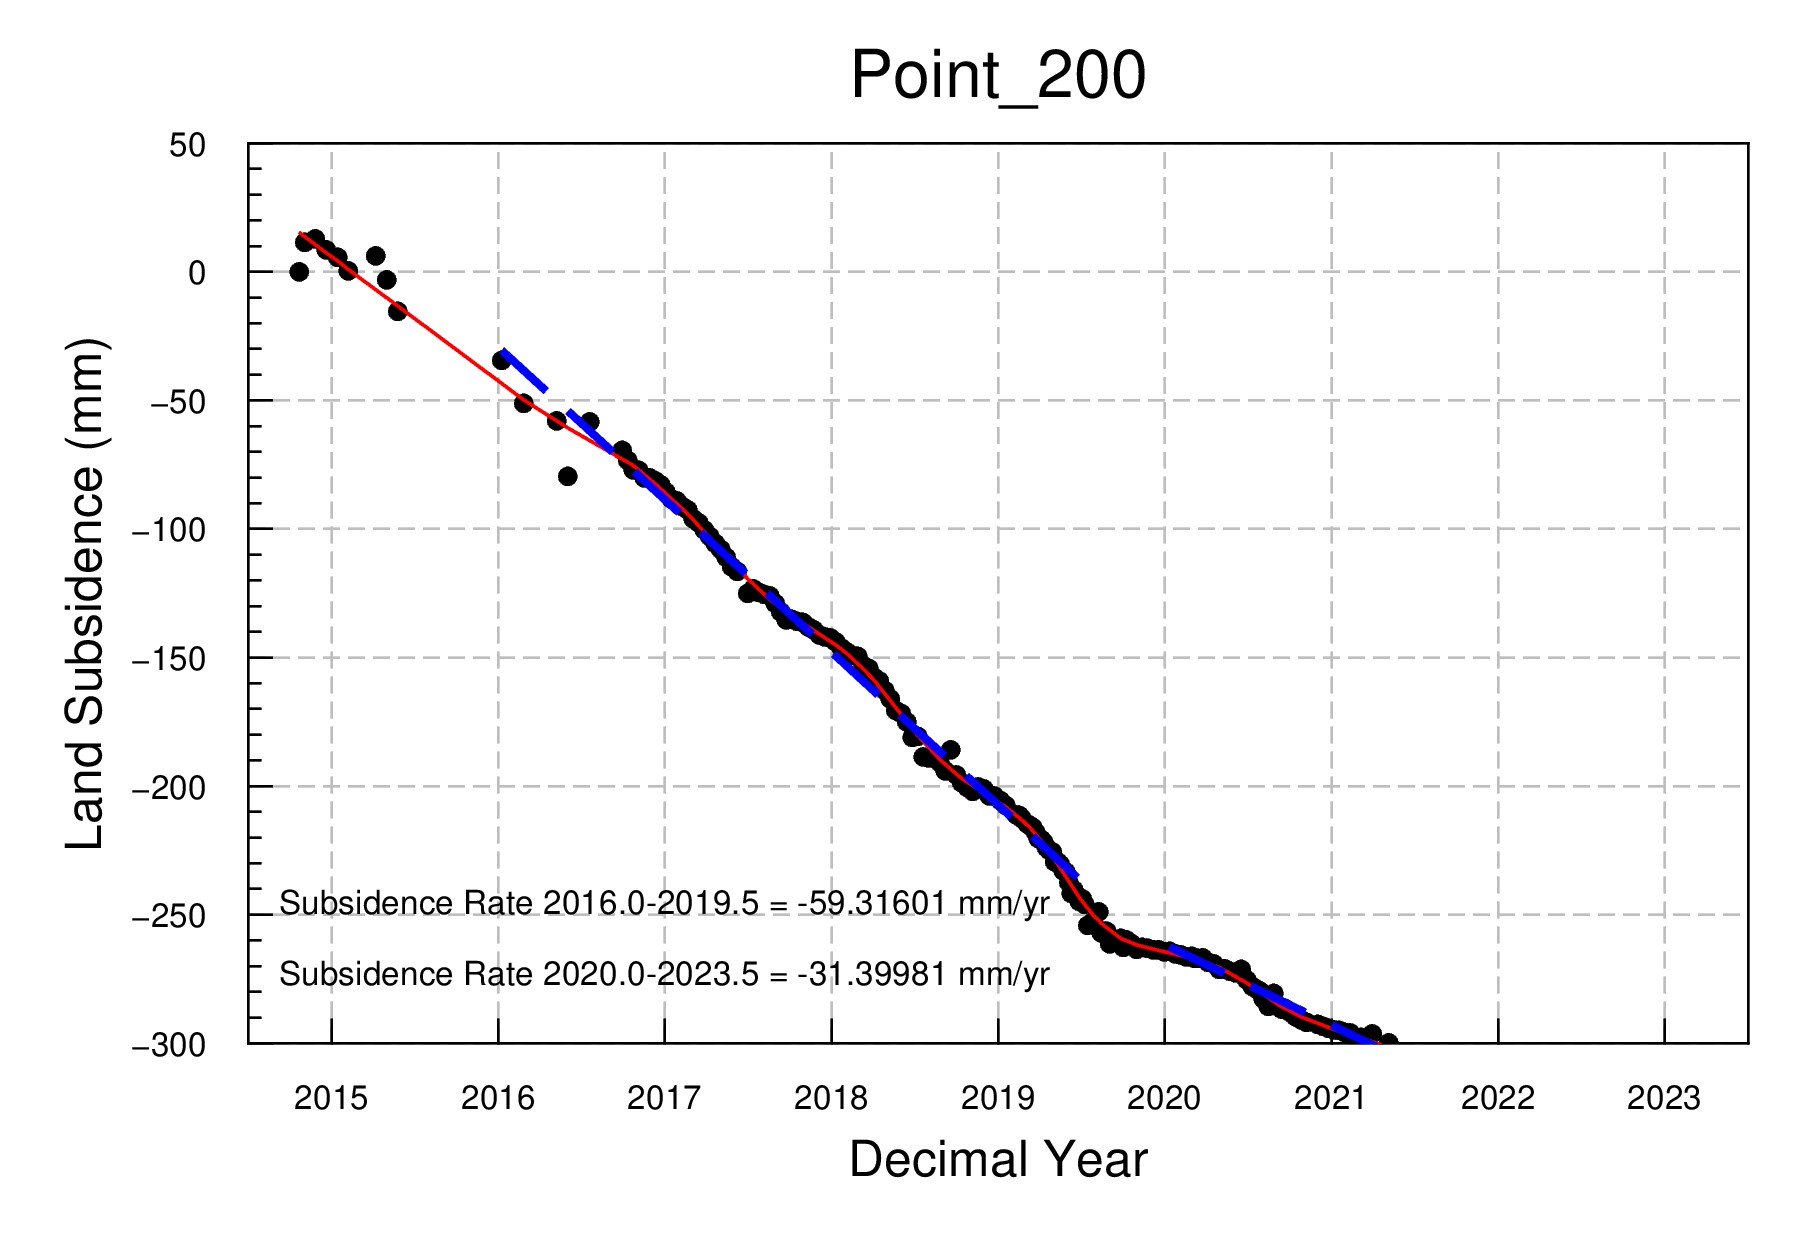 Point_200
50
0
−50
−100
−150
−200
−250
−300
Land Subsidence (mm)
Subsidence Rate 2016.0-2019.5 = -59.31601 mm/yr
Subsidence Rate 2020.0-2023.5 = -31.39981 mm/yr
2015 2016 2017 2018 2019 2020 2021 2022 2023
Decimal Year